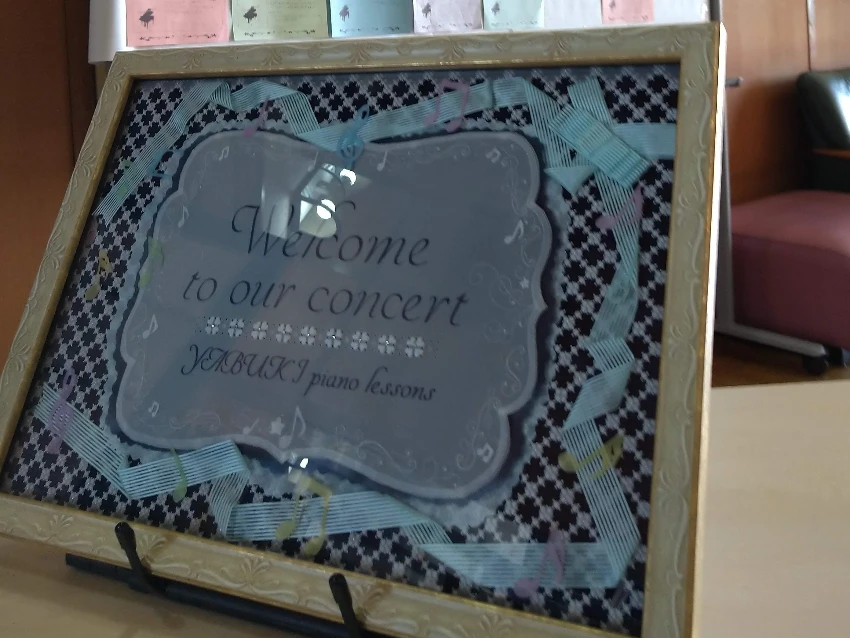 Welcome
to our concert
YABUKI piano lessons